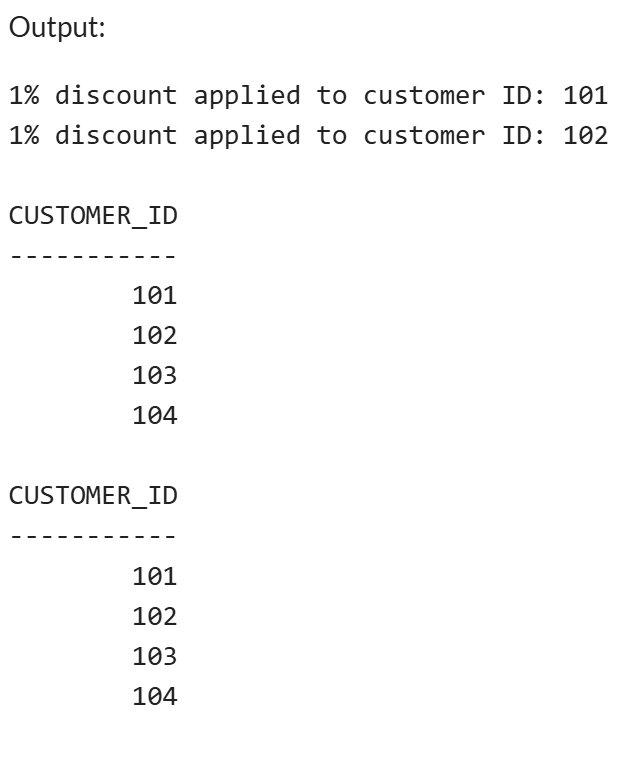 Output:
1% discount applied to customer ID: 101
1% discount applied to customer ID: 102
CUSTOMER_ID
-----------
101
102
103
104
CUSTOMER_ID
-----------
101
102
103
104